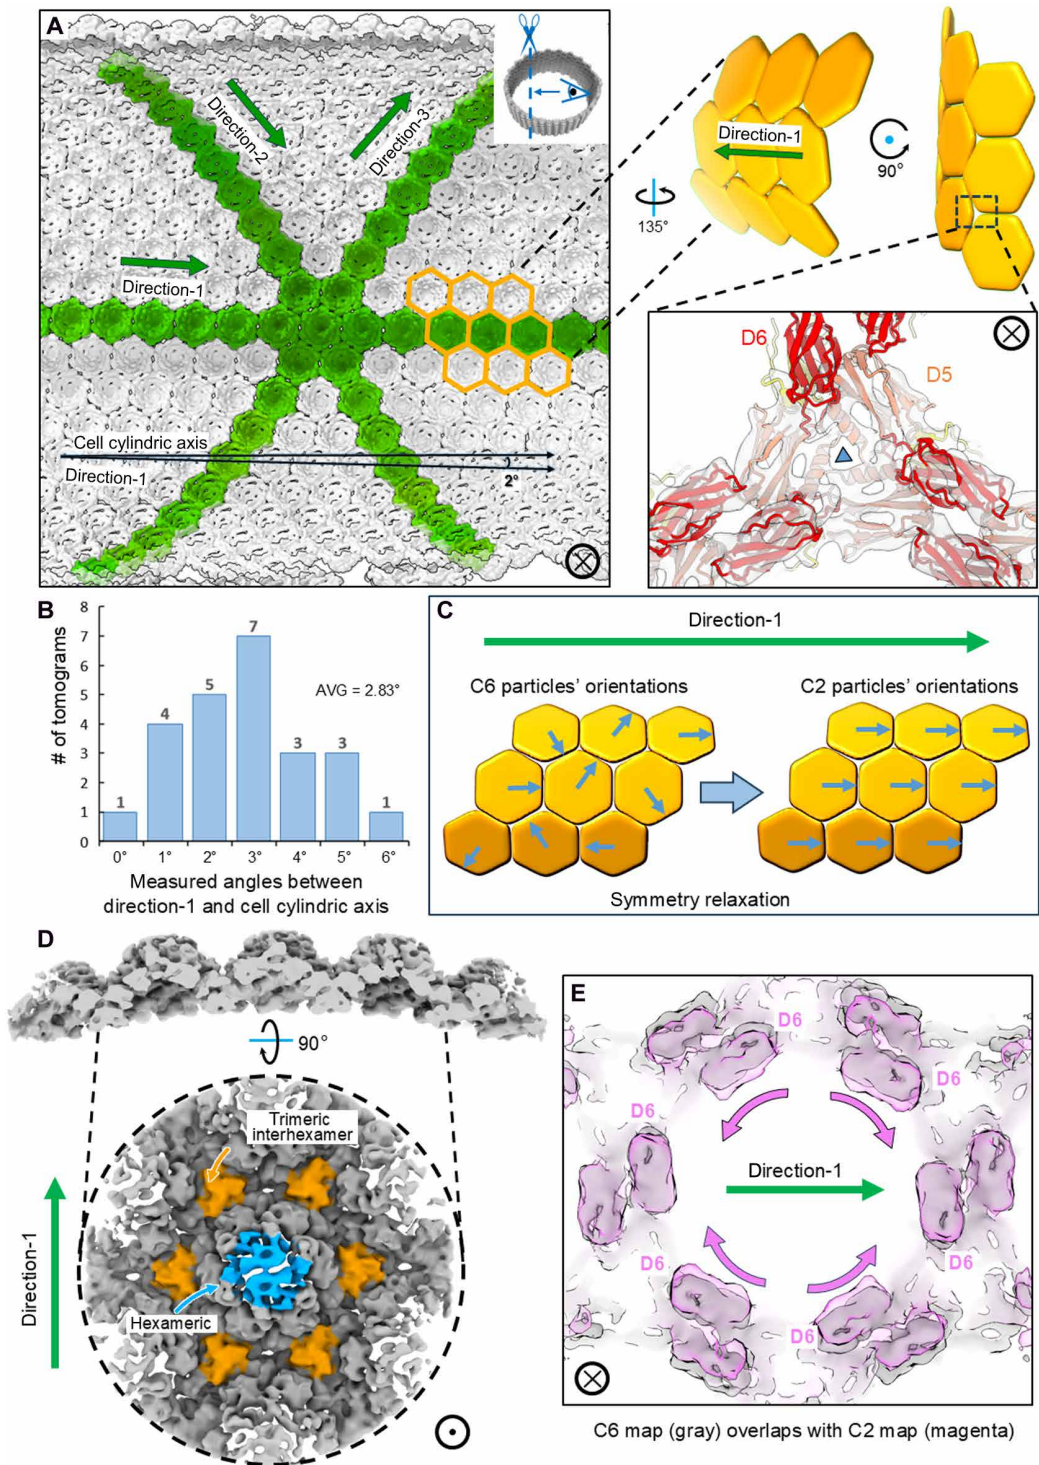 A
Direction-2
Direction-3
Direction-1
Cell cylindric axis
Direction-1
2°
Direction-1
135°
90°
D6
D5
B
# of tomograms
8
7
6
5
4
3
2
1
0
1
4
5
7
3
3
1
AVG = 2.83°
0°
1°
2°
3°
4°
5°
6°
Measured angles between
direction-1 and cell cylindric axis
C
Direction-1
C6 particles’ orientations
C2 particles’ orientations
Symmetry relaxation
D
90°
Trimeric
interhexamer
Hexameric
Direction-1
E
D6
D6
D6
D6
Direction-1
D6
D6
C6 map (gray) overlaps with C2 map (magenta)